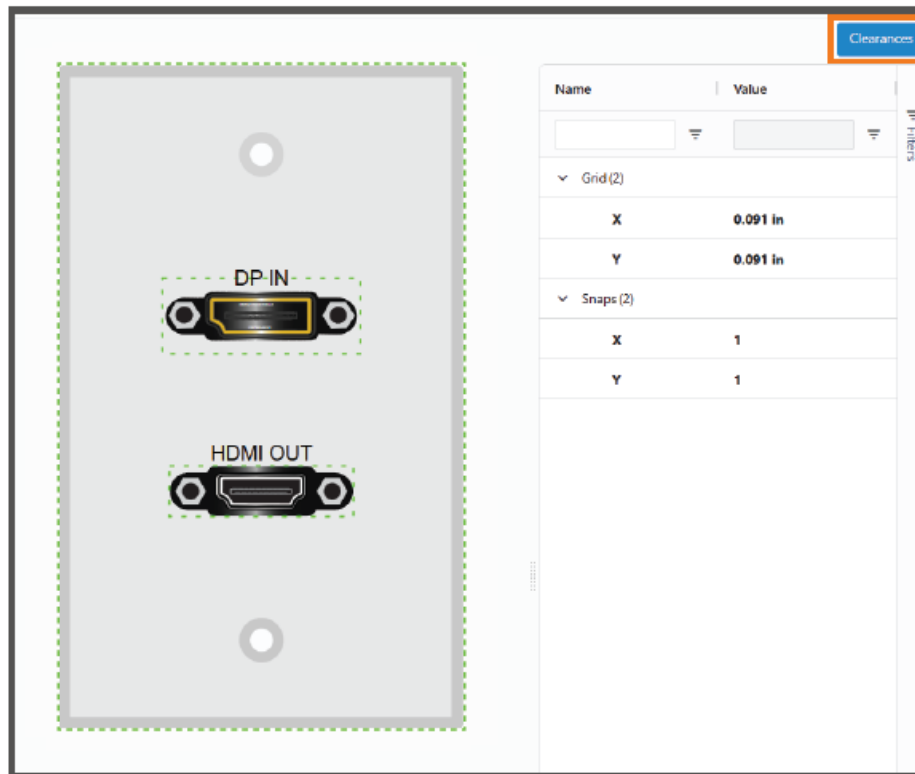 Clearances
Name Value
Filters
Grid (2)
X 0.091 in
Y 0.091 in
Snaps (2)
X 1
Y 1
DP IN
HDMI OUT